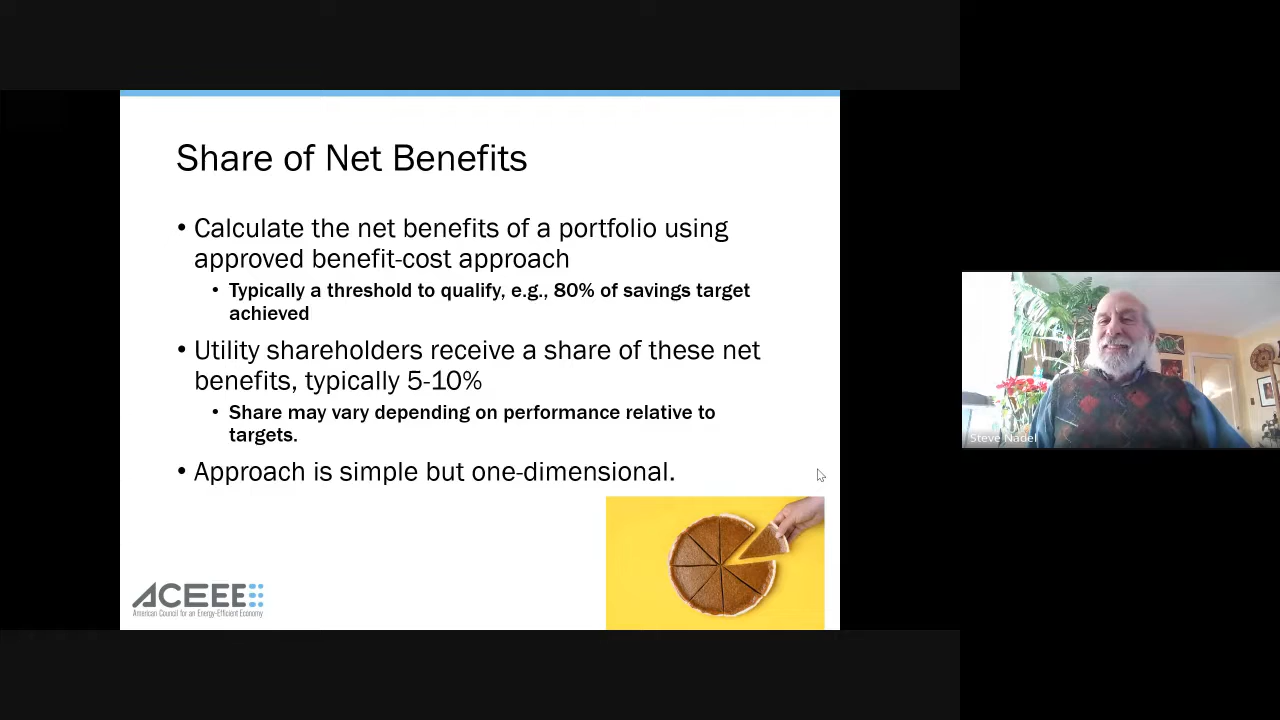 Share of Net Benefits
• Calculate the net benefits of a portfolio using
approved benefit-cost approach
• Typically a threshold to qualify, e.g., 80% of savings target
achieved
• Utility shareholders receive a share of these net
benefits, typically 5-10%
• Share may vary depending on performance relative to
targets.
• Approach is simple but one-dimensional.
ACEEE
American Council for an Energy-Efficient Economy
Steve Nadel